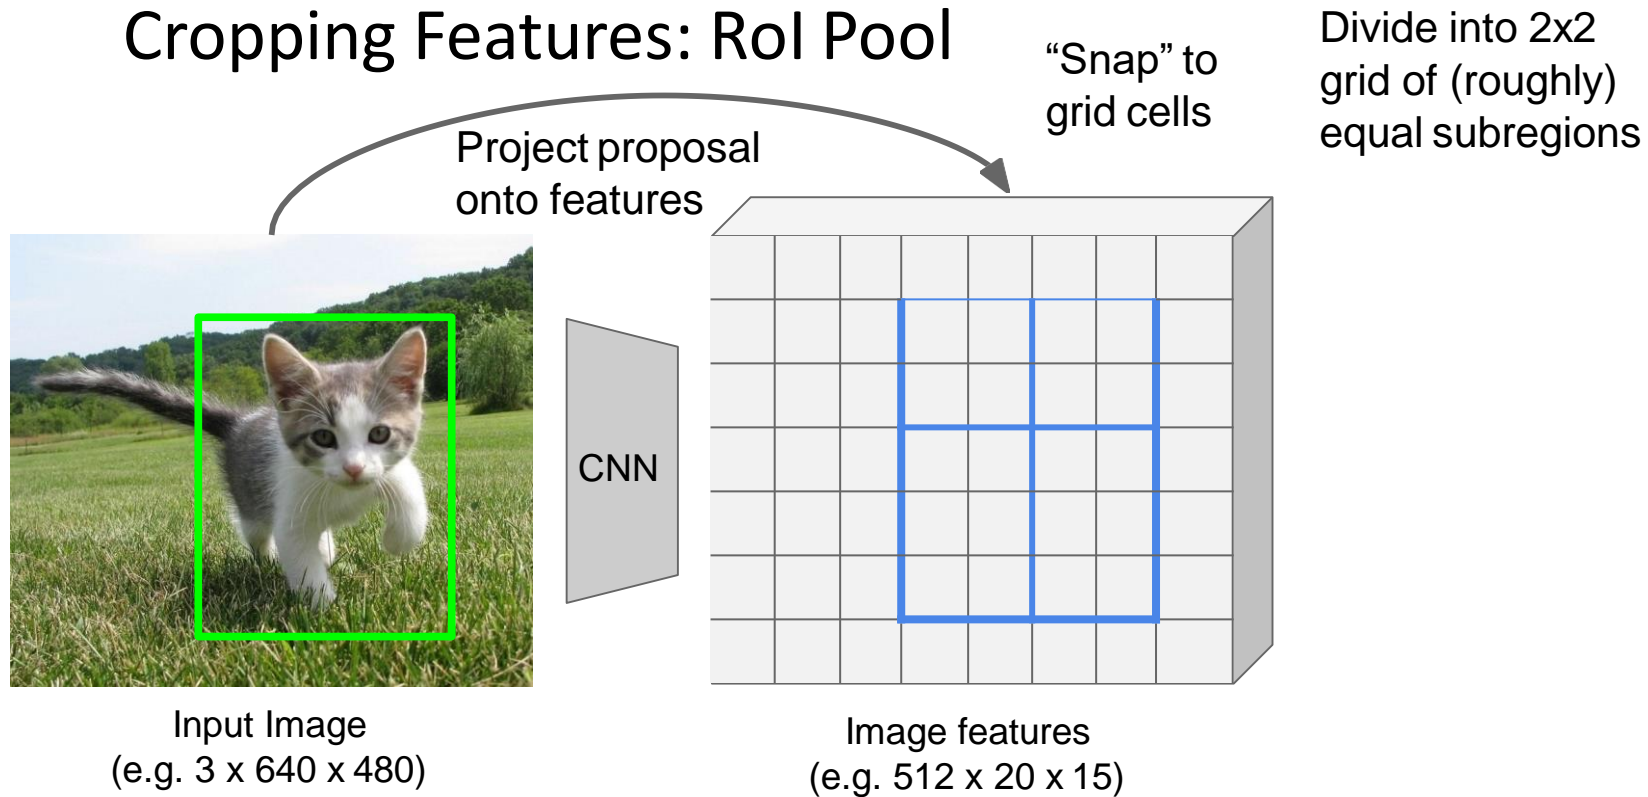 Cropping Features: RoI Pool
“Snap” to
grid cells
Divide into 2x2
grid of (roughly)
equal subregions
Project proposal
onto features
CNN
Input Image
(e.g. 3 x 640 x 480)
Image features
(e.g. 512 x 20 x 15)